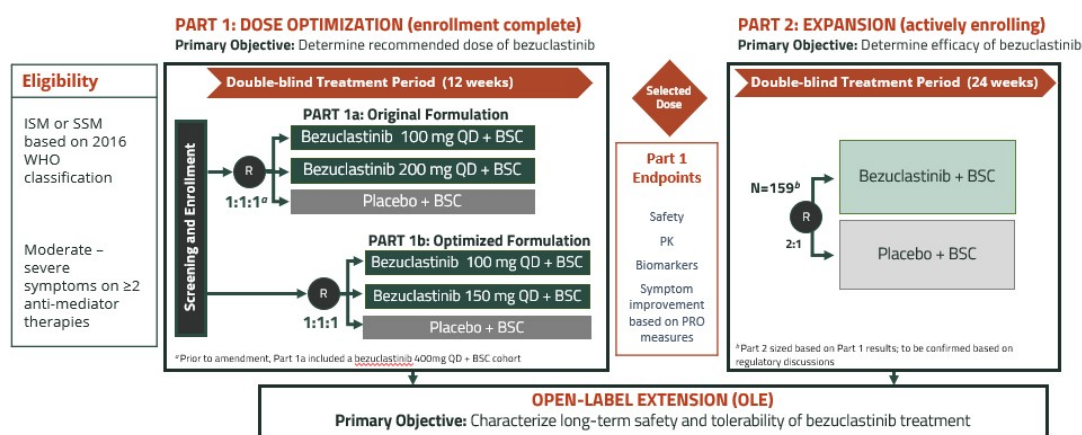 PART 1: DOSE OPTIMIZATION (enrollment complete)
Primary Objective: Determine recommended dose of bezuclastinib
PART 2: EXPANSION (actively enrolling)
Primary Objective: Determine efficacy of bezuclastinib
Eligibility
ISM or SSM
based on 2016
WHO
classification
Moderate –
severe
symptoms on ≥2
anti-mediator
therapies
Double-blind Treatment Period (12 weeks)
Screening and Enrollment
PART 1a: Original Formulation
R
1:1:1ᵃ
Bezuclastinib 100 mg QD + BSC
Bezuclastinib 200 mg QD + BSC
Placebo + BSC
PART 1b: Optimized Formulation
R
1:1:1
Bezuclastinib 100 mg QD + BSC
Bezuclastinib 150 mg QD + BSC
Placebo + BSC
ᵃPrior to amendment, Part 1a included a bezuclastinib 400mg QD + BSC cohort
Selected
Dose
Part 1
Endpoints
Safety
PK
Biomarkers
Symptom
improvement
based on PRO
measures
Double-blind Treatment Period (24 weeks)
N=159ᵇ
R
2:1
Bezuclastinib + BSC
Placebo + BSC
ᵇPart 2 sized based on Part 1 results; to be confirmed based on
regulatory discussions
OPEN-LABEL EXTENSION (OLE)
Primary Objective: Characterize long-term safety and tolerability of bezuclastinib treatment